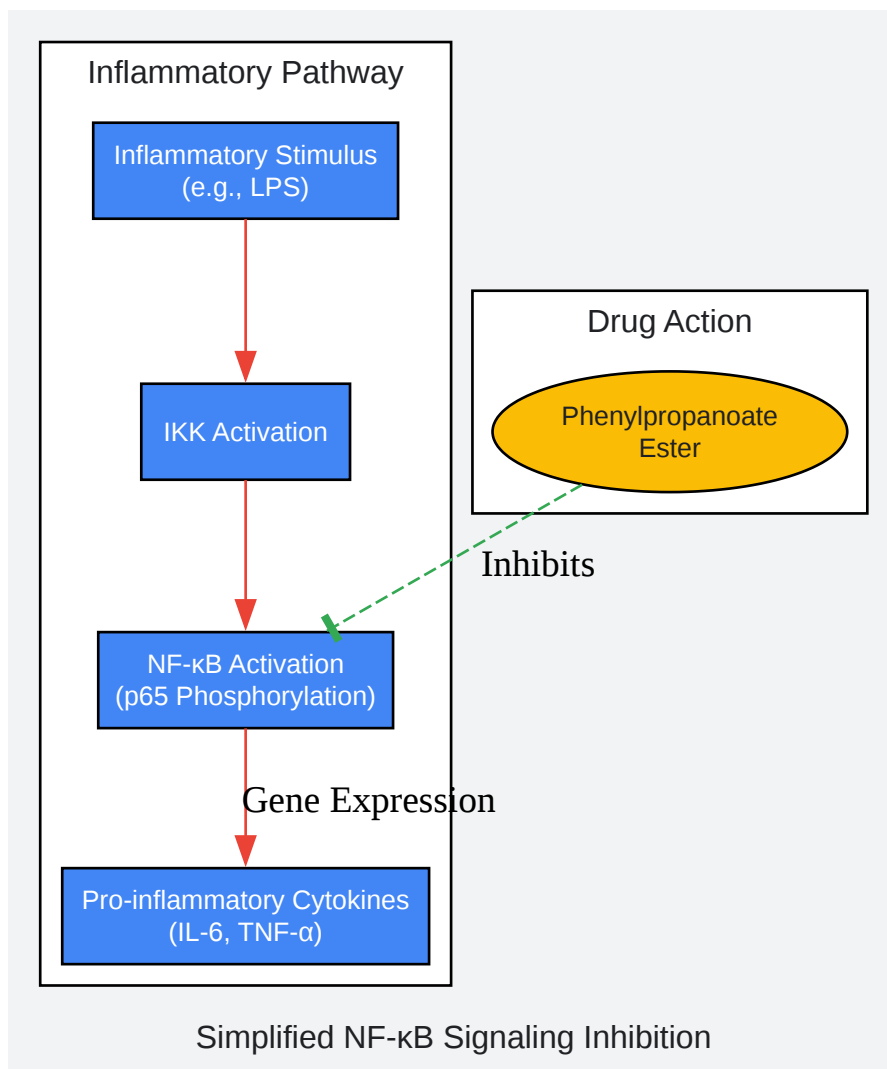 Inflammatory Pathway
Inflammatory Stimulus
(e.g., LPS)
IKK Activation
NF-κB Activation
(p65 Phosphorylation)
Gene Expression
Pro-inflammatory Cytokines
(IL-6, TNF-α)
Drug Action
Phenylpropanoate
Ester
Inhibits
Simplified NF-κB Signaling Inhibition